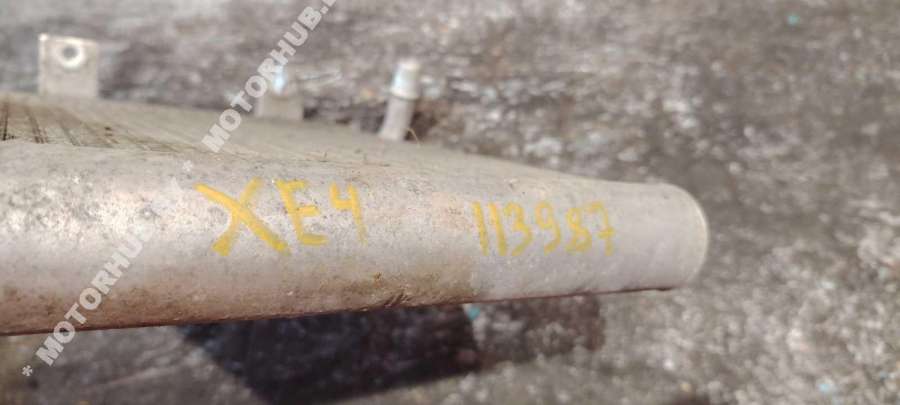 * MOTORHUB.
* MOTORHUB
XE4 113987